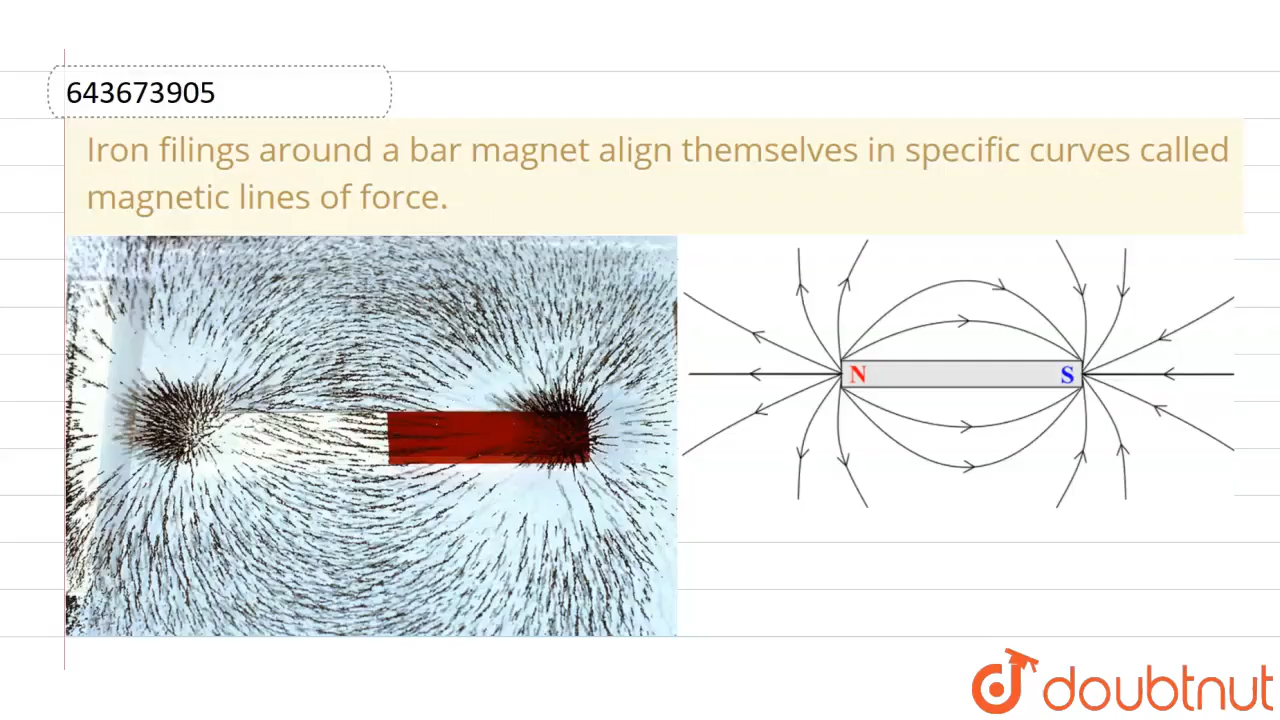 643673905
Iron filings around a bar magnet align themselves in specific curves called
magnetic lines of force.
N
S
doubtnut